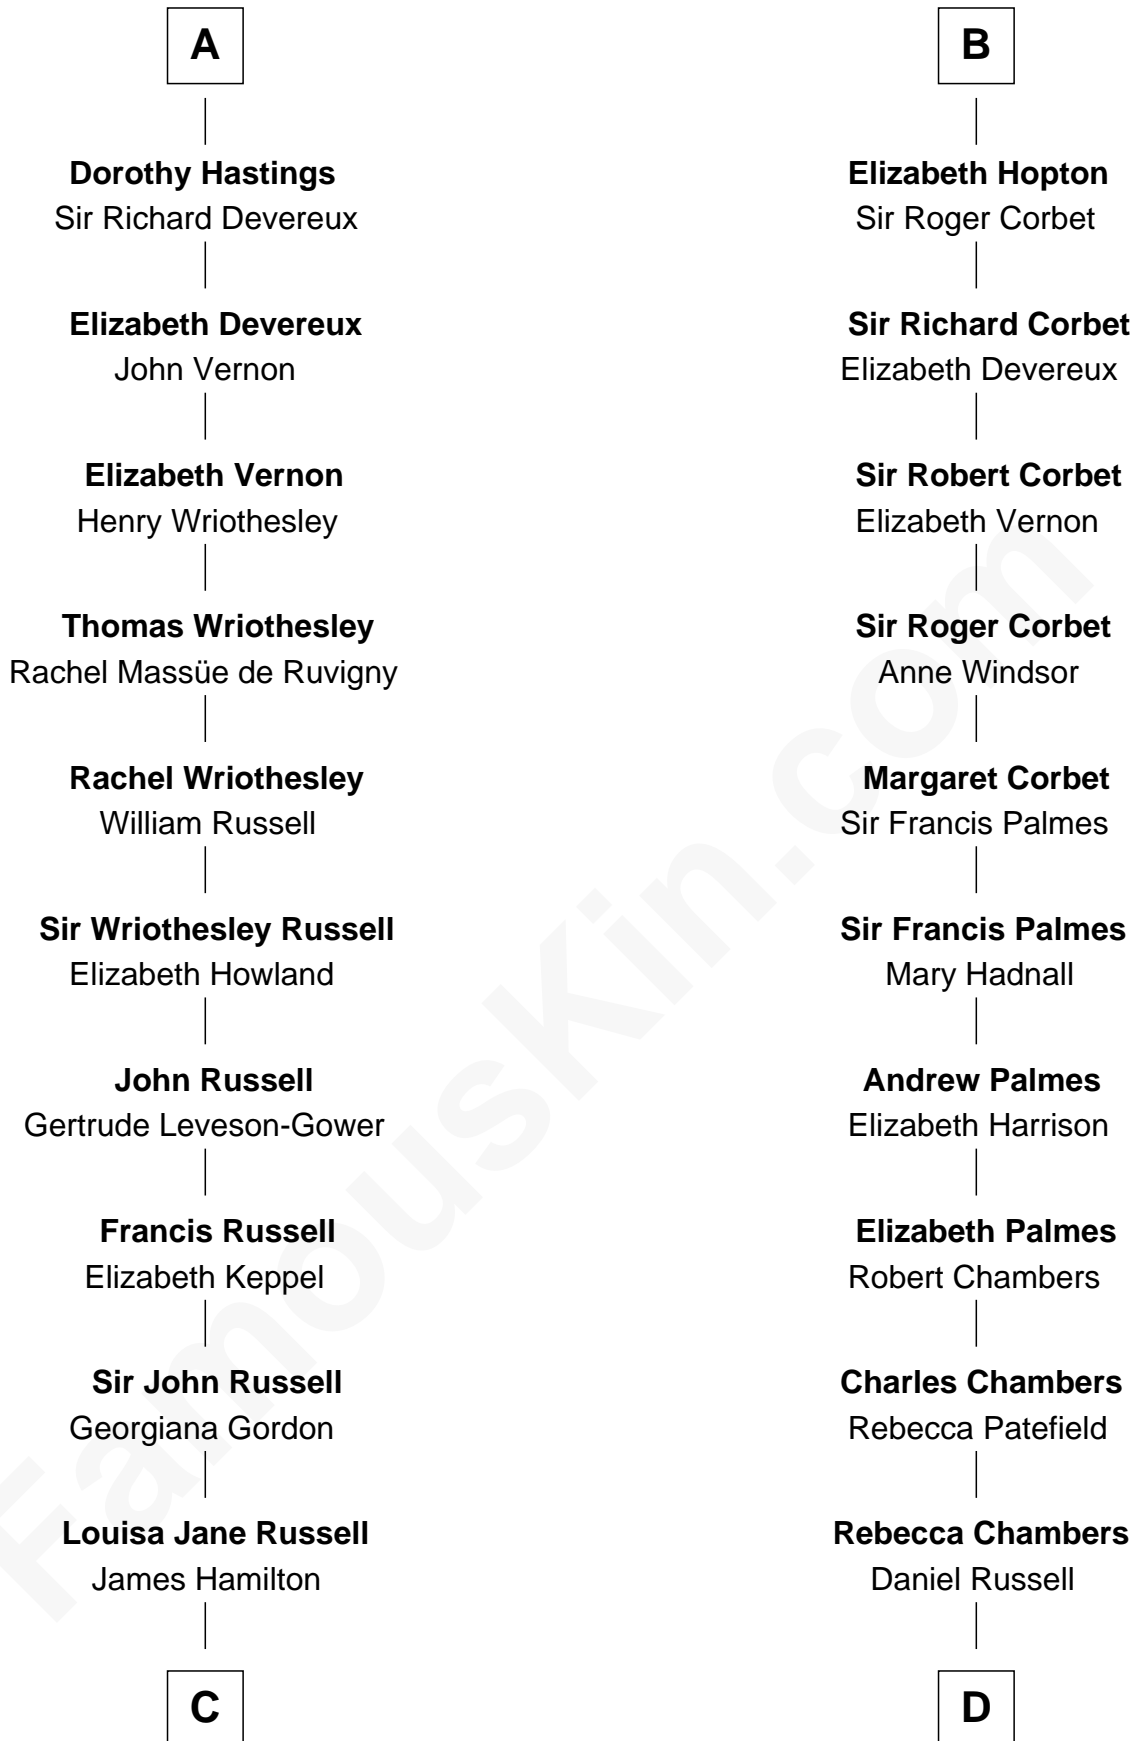 A
Dorothy Hastings
Sir Richard Devereux
Elizabeth Devereux
John Vernon
Elizabeth Vernon
Henry Wriothesley
Thomas Wriothesley
Rachel Massüe de Ruvigny
Rachel Wriothesley
William Russell
Sir Wriothesley Russell
Elizabeth Howland
John Russell
Gertrude Leveson-Gower
Francis Russell
Elizabeth Keppel
Sir John Russell
Georgiana Gordon
Louisa Jane Russell
James Hamilton
C
B
Elizabeth Hopton
Sir Roger Corbet
Sir Richard Corbet
Elizabeth Devereux
Sir Robert Corbet
Elizabeth Vernon
Sir Roger Corbet
Anne Windsor
Margaret Corbet
Sir Francis Palmes
Sir Francis Palmes
Mary Hadnall
Andrew Palmes
Elizabeth Harrison
Elizabeth Palmes
Robert Chambers
Charles Chambers
Rebecca Patefield
Rebecca Chambers
Daniel Russell
D
FamousKin.com